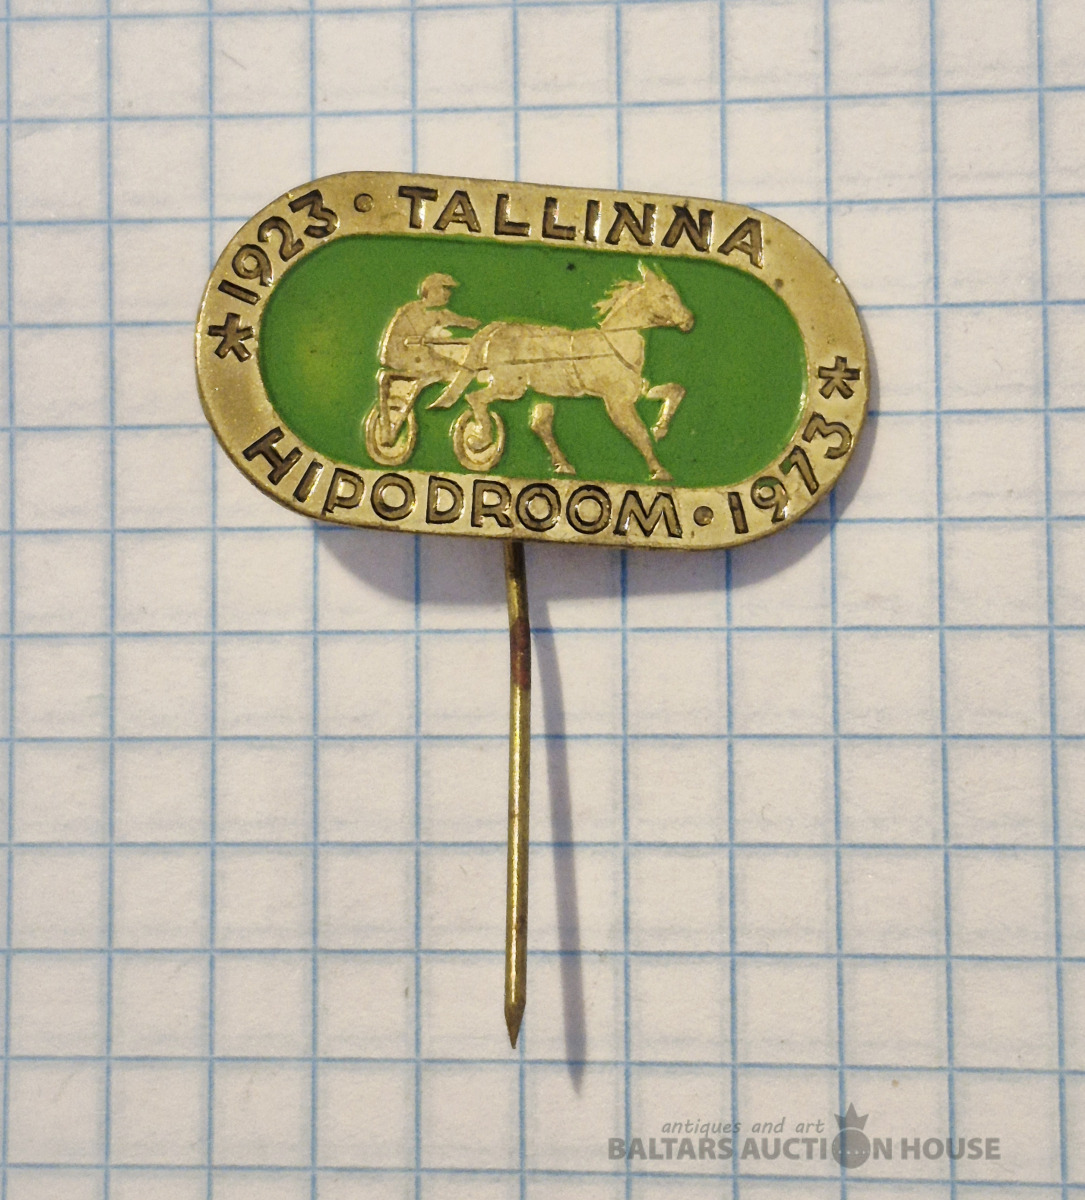 * 1923 • TALLINNA
HIPODROOM • 1973 *
antiques and art
BALTARS AUCTION HOUSE